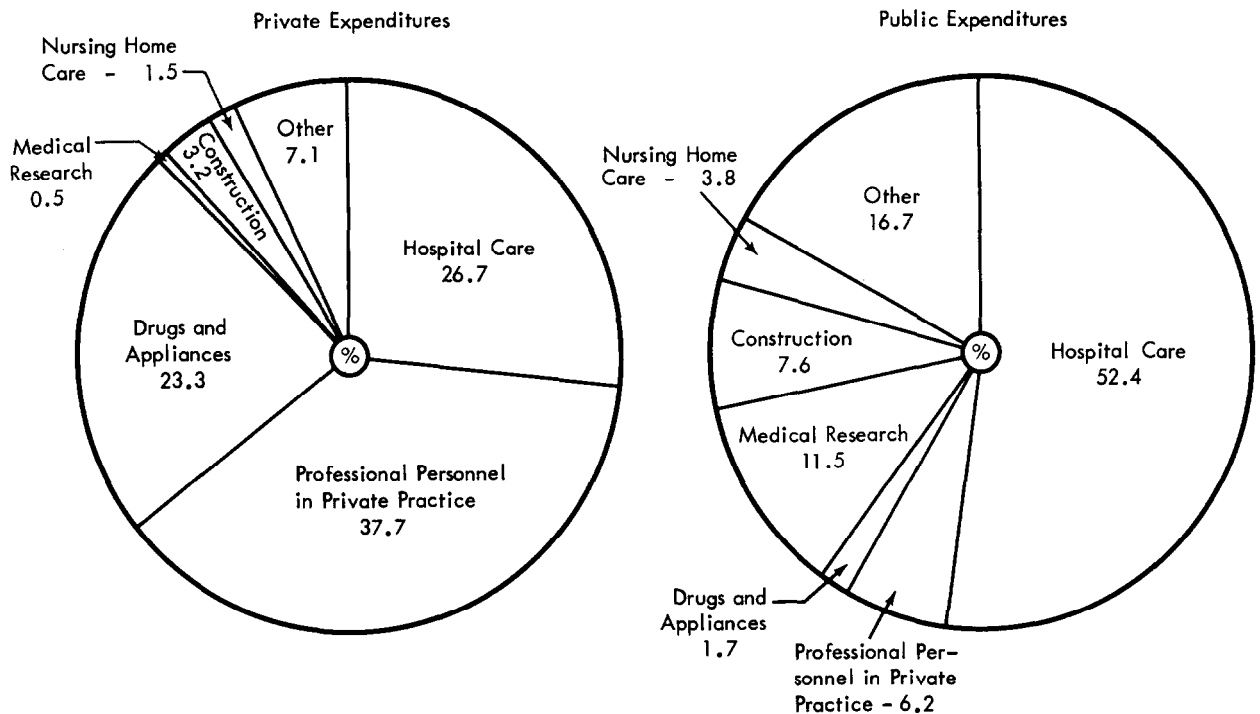 Private Expenditures
Nursing Home
Care - 1.5
Medical
Research
0.5
Construction
3.2
Other
7.1
Hospital Care
26.7
Drugs and
Appliances
23.3
%
Professional Personnel
in Private Practice
37.7
Public Expenditures
Nursing Home
Care - 3.8
Other
16.7
Construction
7.6
%
Hospital Care
52.4
Medical Research
11.5
Drugs and
Appliances
1.7
Professional Per-
sonnel in Private
Practice - 6.2